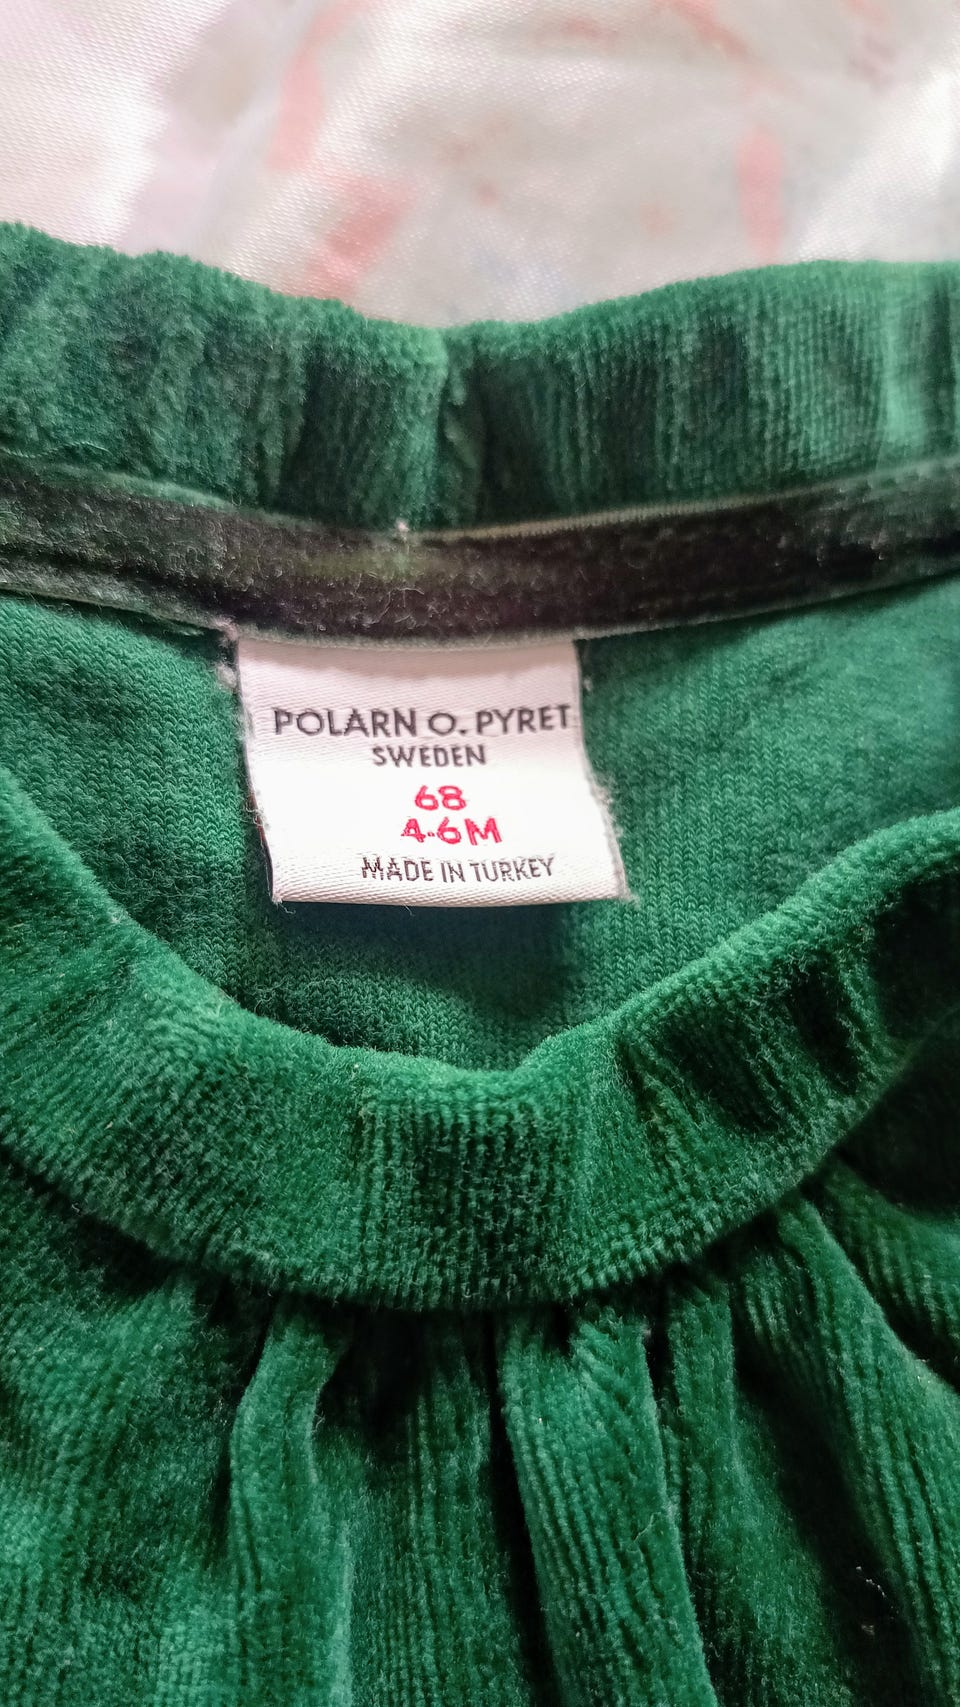 POLARN O. PYRET
SWEDEN
68
4-6M
MADE IN TURKEY